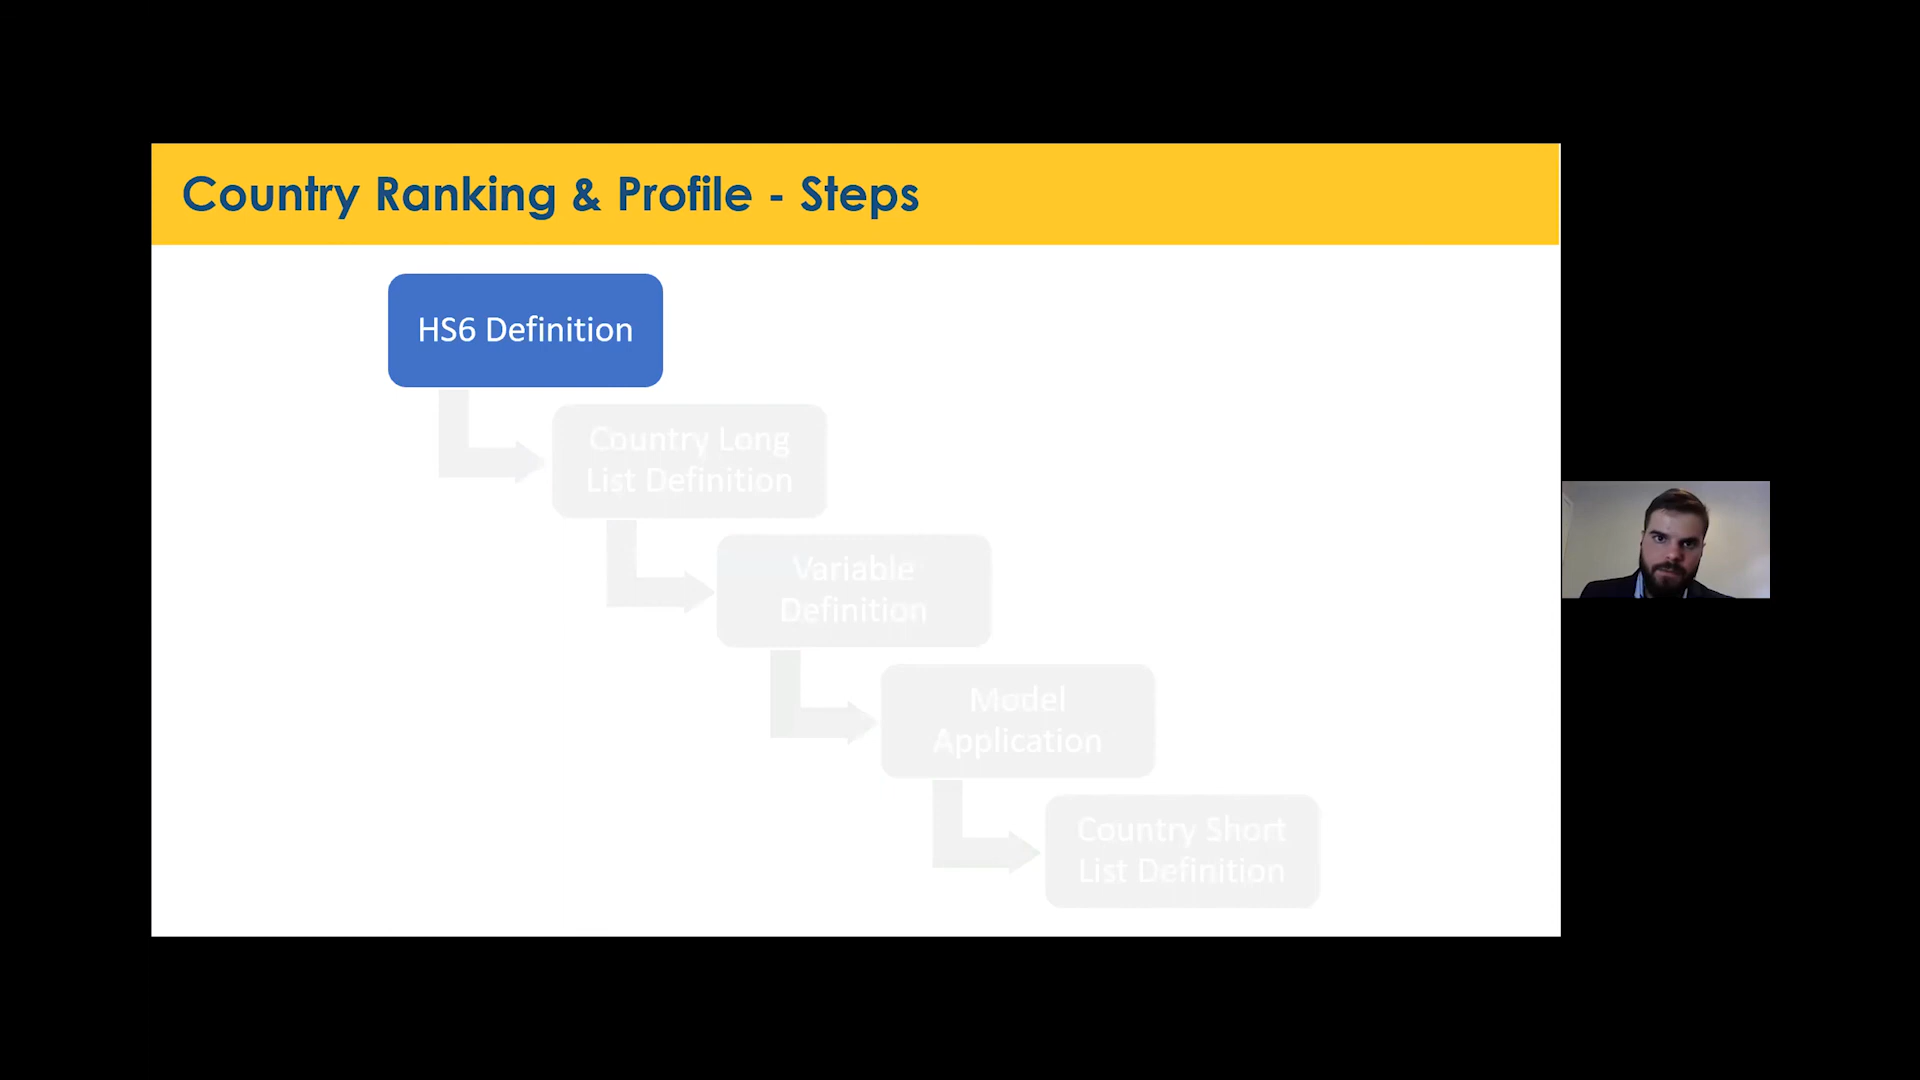 Country Ranking & Profile - Steps
HS6 Definition
Country Long
List Definition
Variable
Definition
Model
Application
Country Short
List Definition